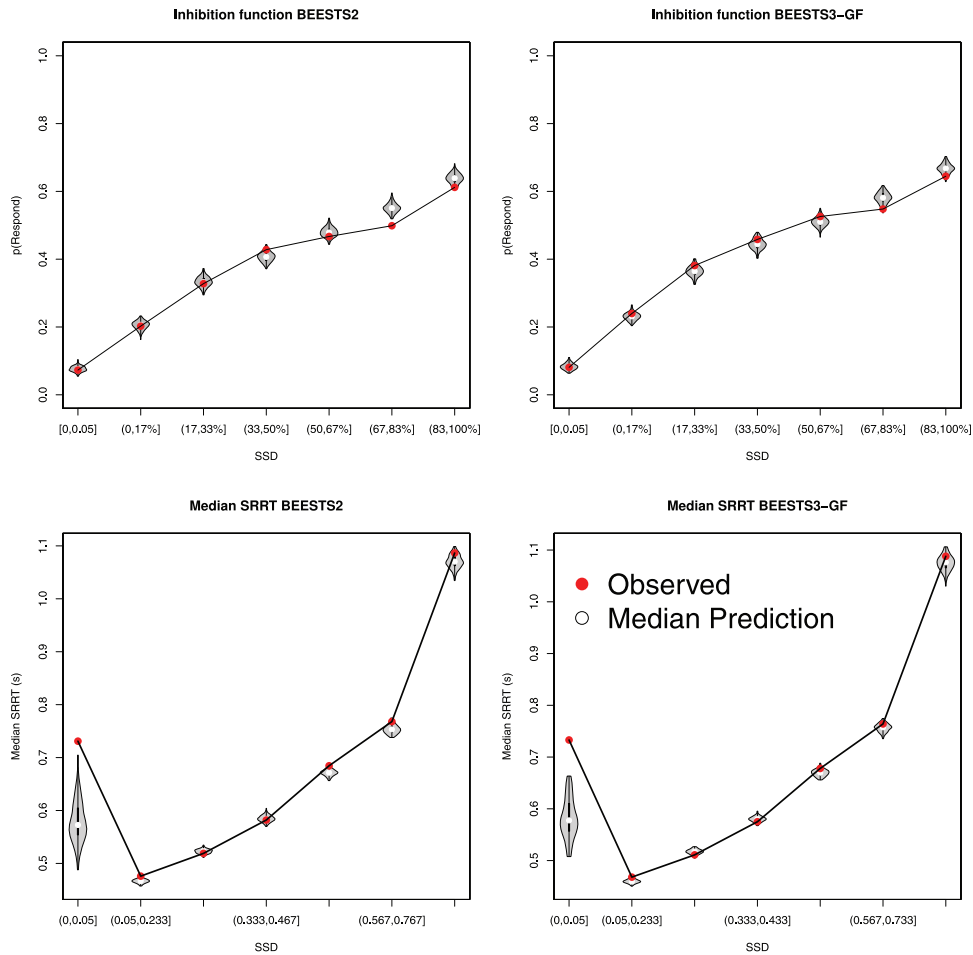 Inhibition function BEESTS2
p(Respond)
1.0
0.8
0.6
0.4
0.2
0.0
[0,0.05] (0,17%] (17,33%] (33,50%] (50,67%] (67,83%] (83,100%]
SSD
Inhibition function BEESTS3-GF
p(Respond)
1.0
0.8
0.6
0.4
0.2
0.0
[0,0.05] (0,17%] (17,33%] (33,50%] (50,67%] (67,83%] (83,100%]
SSD
Median SRRT BEESTS2
Median SRRT (s)
1.1
1.0
0.9
0.8
0.7
0.6
0.5
(0,0.05] (0.05,0.233] (0.333,0.467] (0.567,0.767]
SSD
Median SRRT BEESTS3-GF
Observed
Median Prediction
Median SRRT (s)
1.1
1.0
0.9
0.8
0.7
0.6
0.5
(0,0.05] (0.05,0.233] (0.333,0.433] (0.567,0.733]
SSD